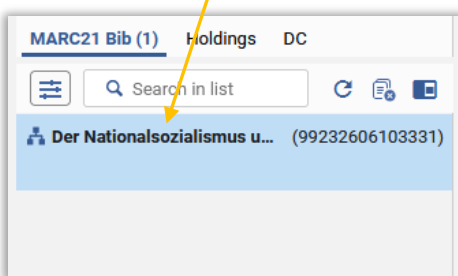 MARC21 Bib (1) Holdings DC
Search in list
Der Nationalsozialismus u... (99232606103331)